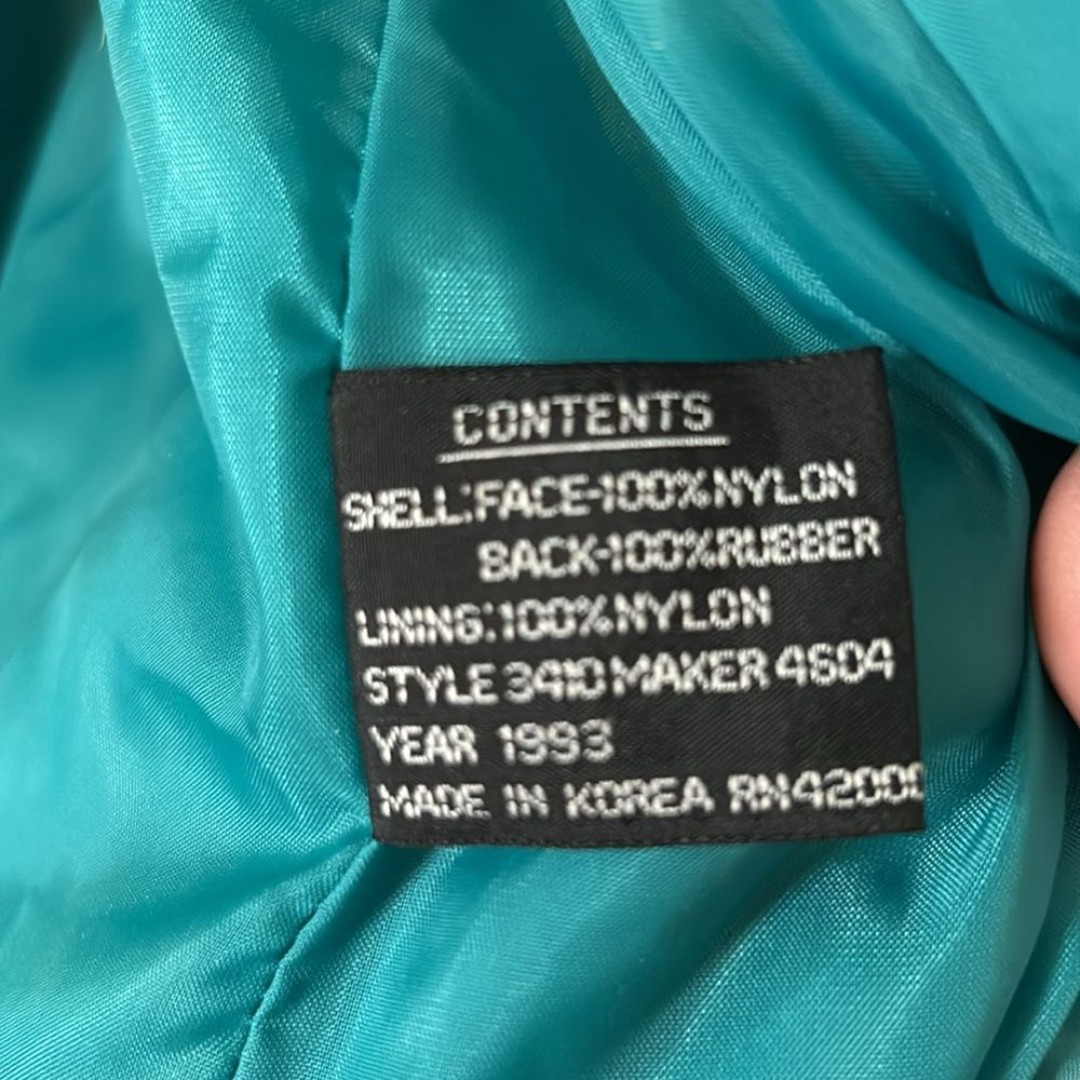 CONTENTS
SHELL:FACE-100%NYLON
BACK-100%RUBBER
LINING:100%NYLON
STYLE 3410 MAKER 4604
YEAR 1993
MADE IN KOREA RN42000